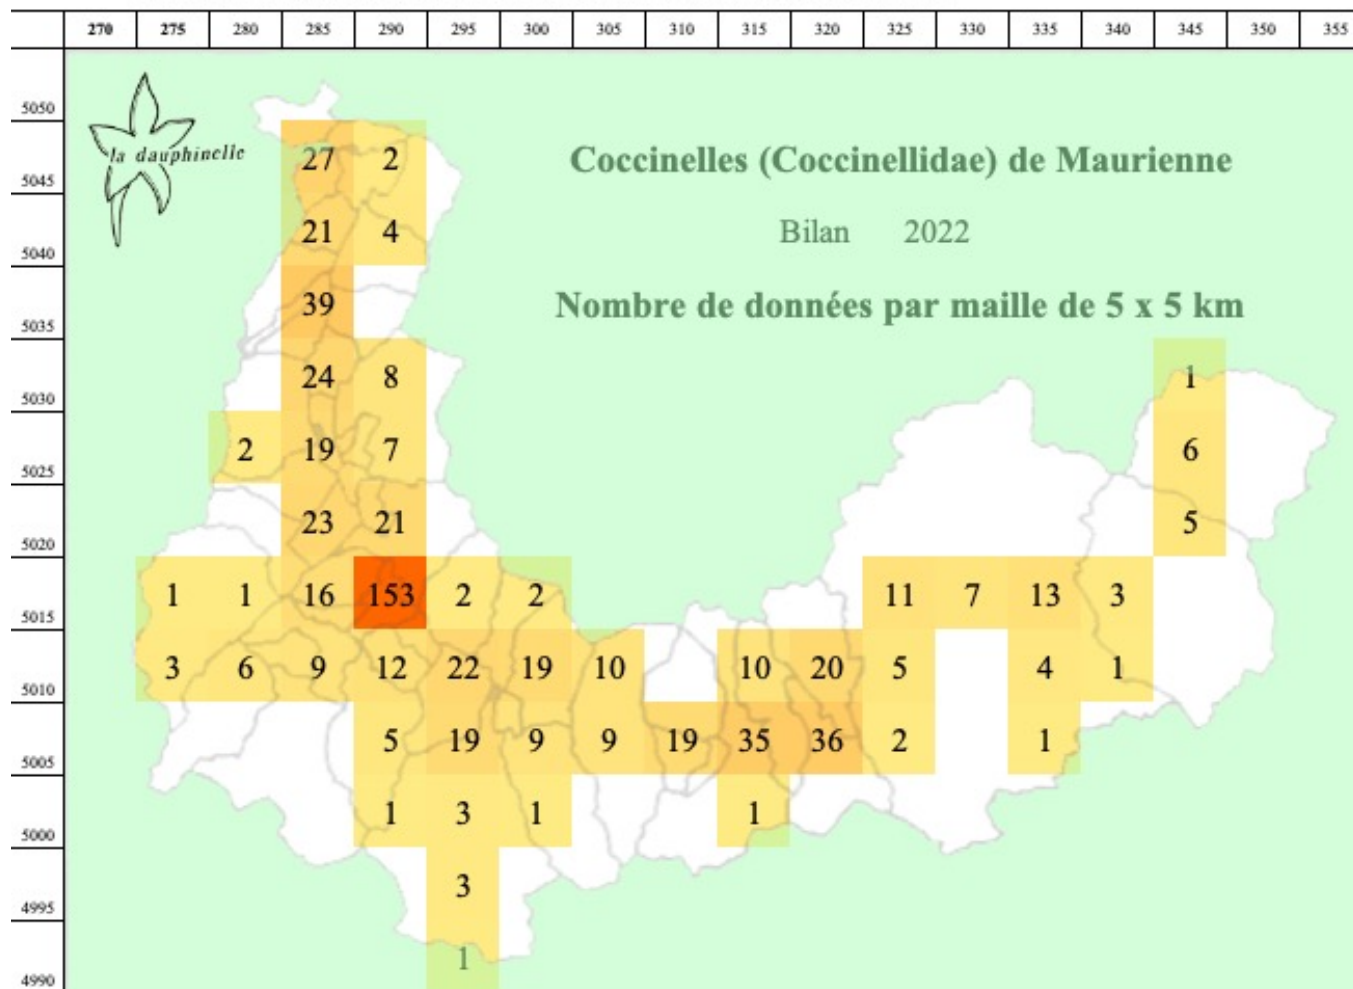 270 275 280 285 290 295 300 305 310 315 320 325 330 335 340 345 350 355
5050
la dauphinelle
27 2 Coccinelles (Coccinellidae) de Maurienne
5045
21 4 Bilan 2022
5040
39 Nombre de données par maille de 5 x 5 km
5035
24 8 1
5030
2 19 7 6
5025
23 21 5
5020
1 1 16 153 2 2 11 7 13 3
5015
3 6 9 12 22 19 10 10 20 5 4 1
5010
5 19 9 9 19 35 36 2 1
5005
1 3 1 1
5000
3
4995
1
4990